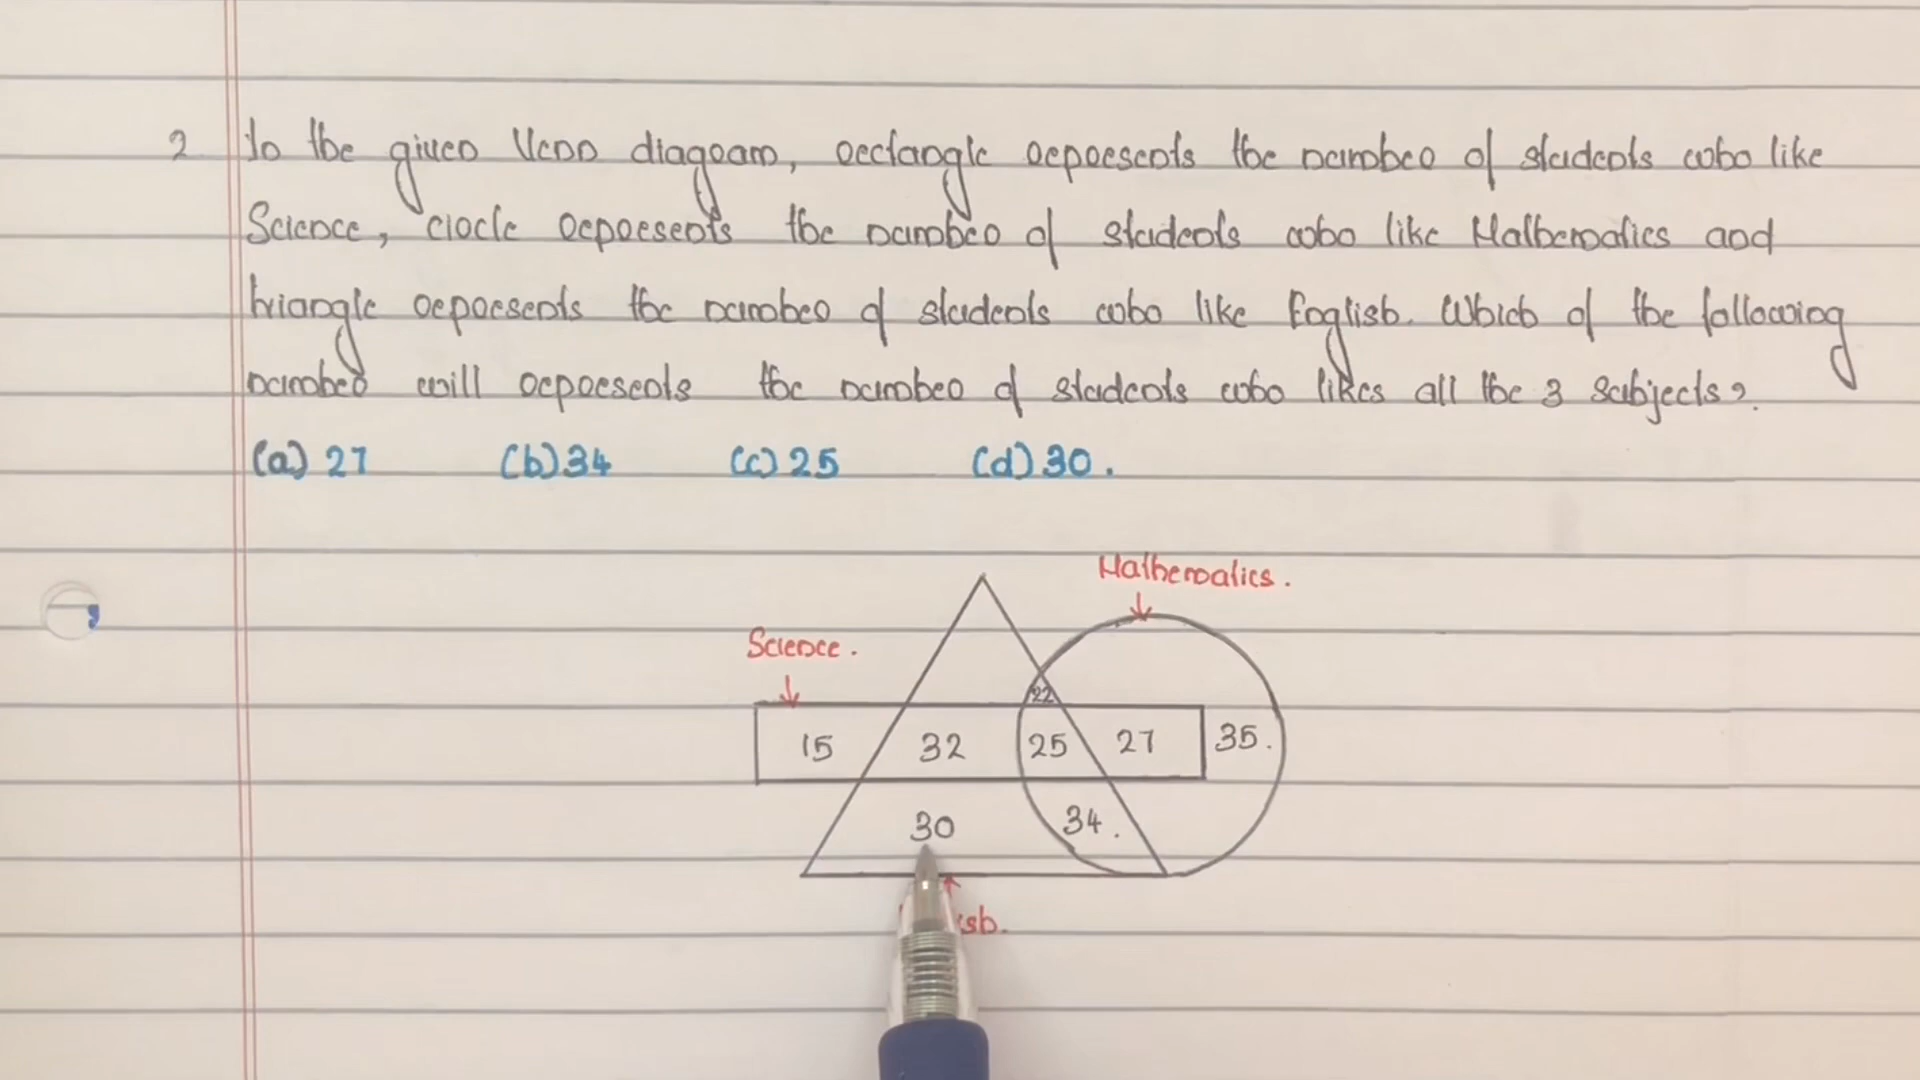 2 In the given Venn diagram, rectangle represents the number of students who like
Science, circle represents the number of students who like Mathematics and
triangle represents the number of students who like English. Which of the following
number will represents the number of students who likes all the 3 subjects?
(a) 27 (b) 34 (c) 25 (d) 30.
Mathematics.
Science.
22
15 32 25 27 35.
30 34.